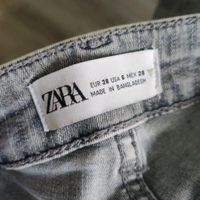 ZARA
EUR 38 USA 6 MEX 28
MADE IN BANGLADESH